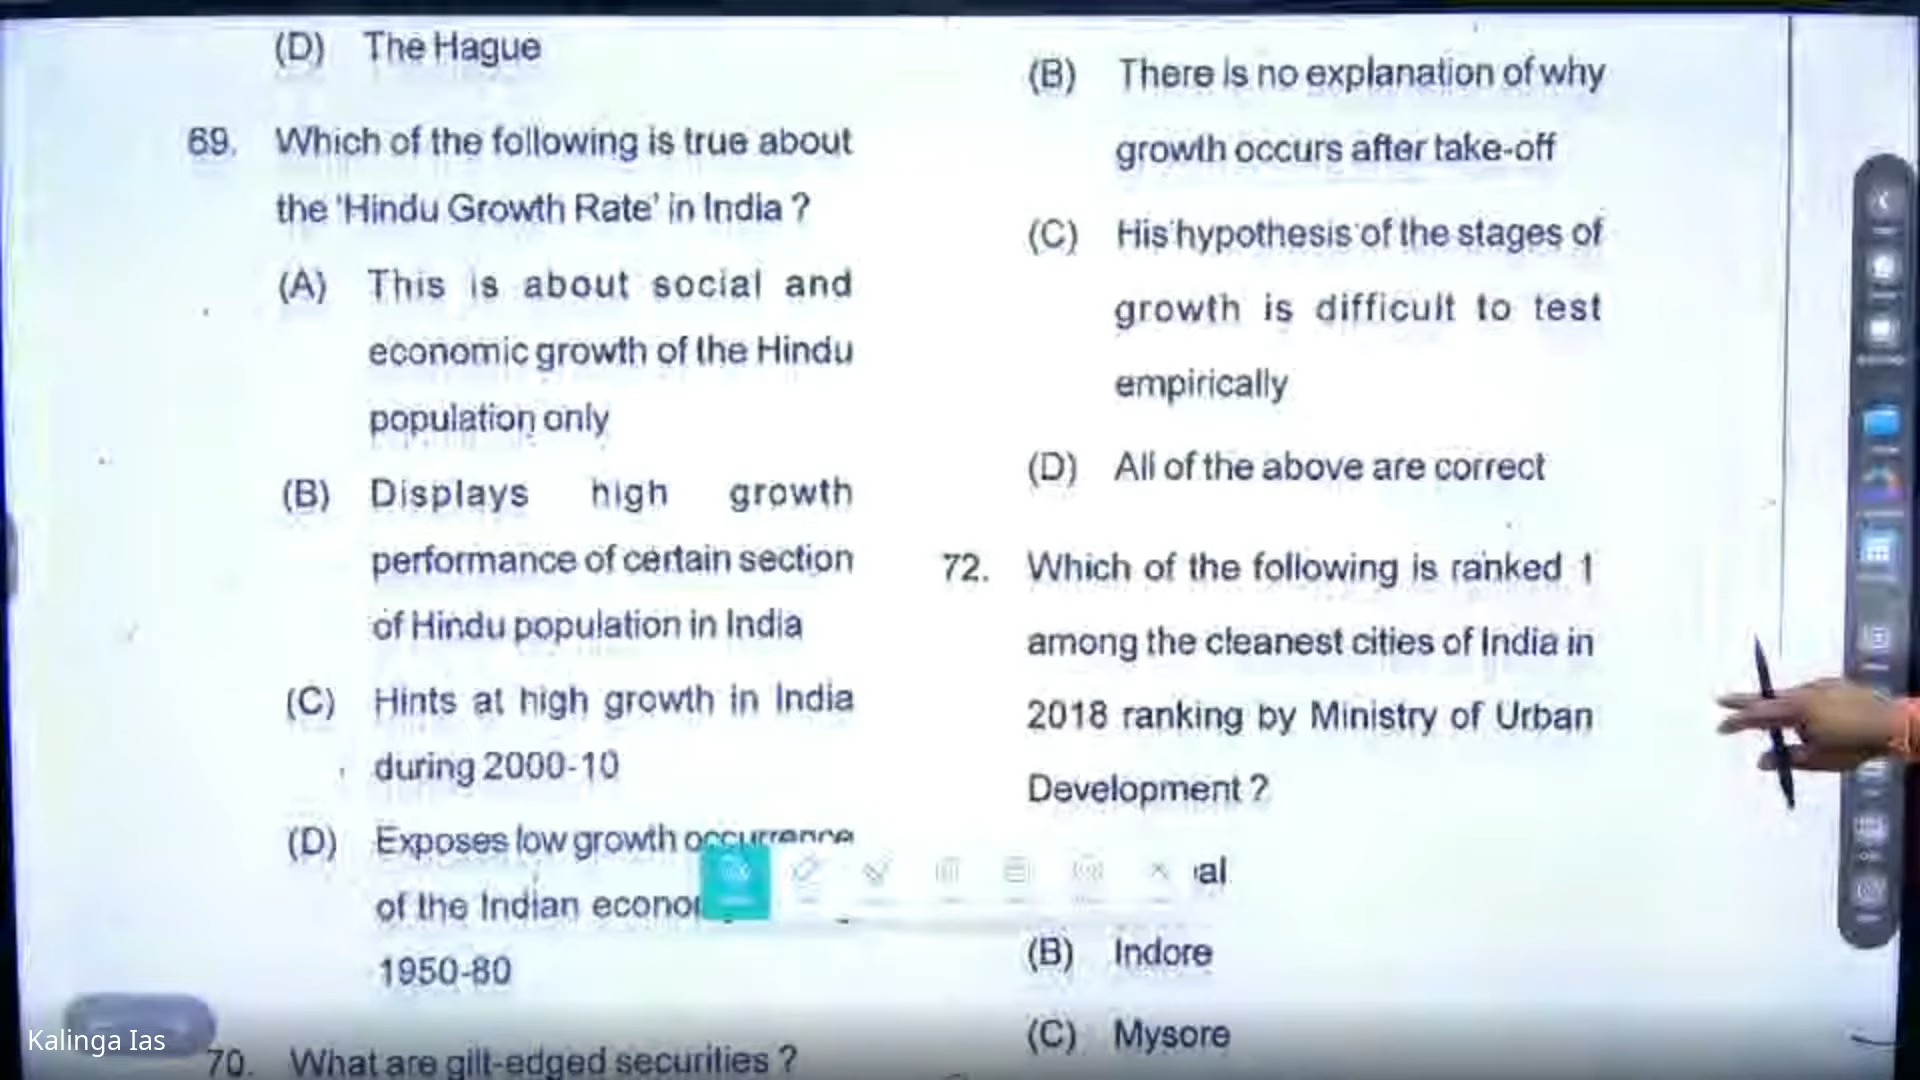 (D) The Hague
69. Which of the following is true about
the 'Hindu Growth Rate' in India ?
(A) This is about social and
economic growth of the Hindu
population only
(B) Displays high growth
performance of certain section
of Hindu population in India
(C) Hints at high growth in India
during 2000-10
(D) Exposes low growth occurrence
of the Indian
1950-80
70. What are gilt-edged securities ?
(B) There is no explanation of why
growth occurs after take-off
(C) His hypothesis of the stages of
growth is difficult to test
empirically
(D) All of the above are correct
72. Which of the following is ranked 1
among the cleanest cities of India in
2018 ranking by Ministry of Urban
Development ?
(B) Indore
(C) Mysore
Kalinga Ias